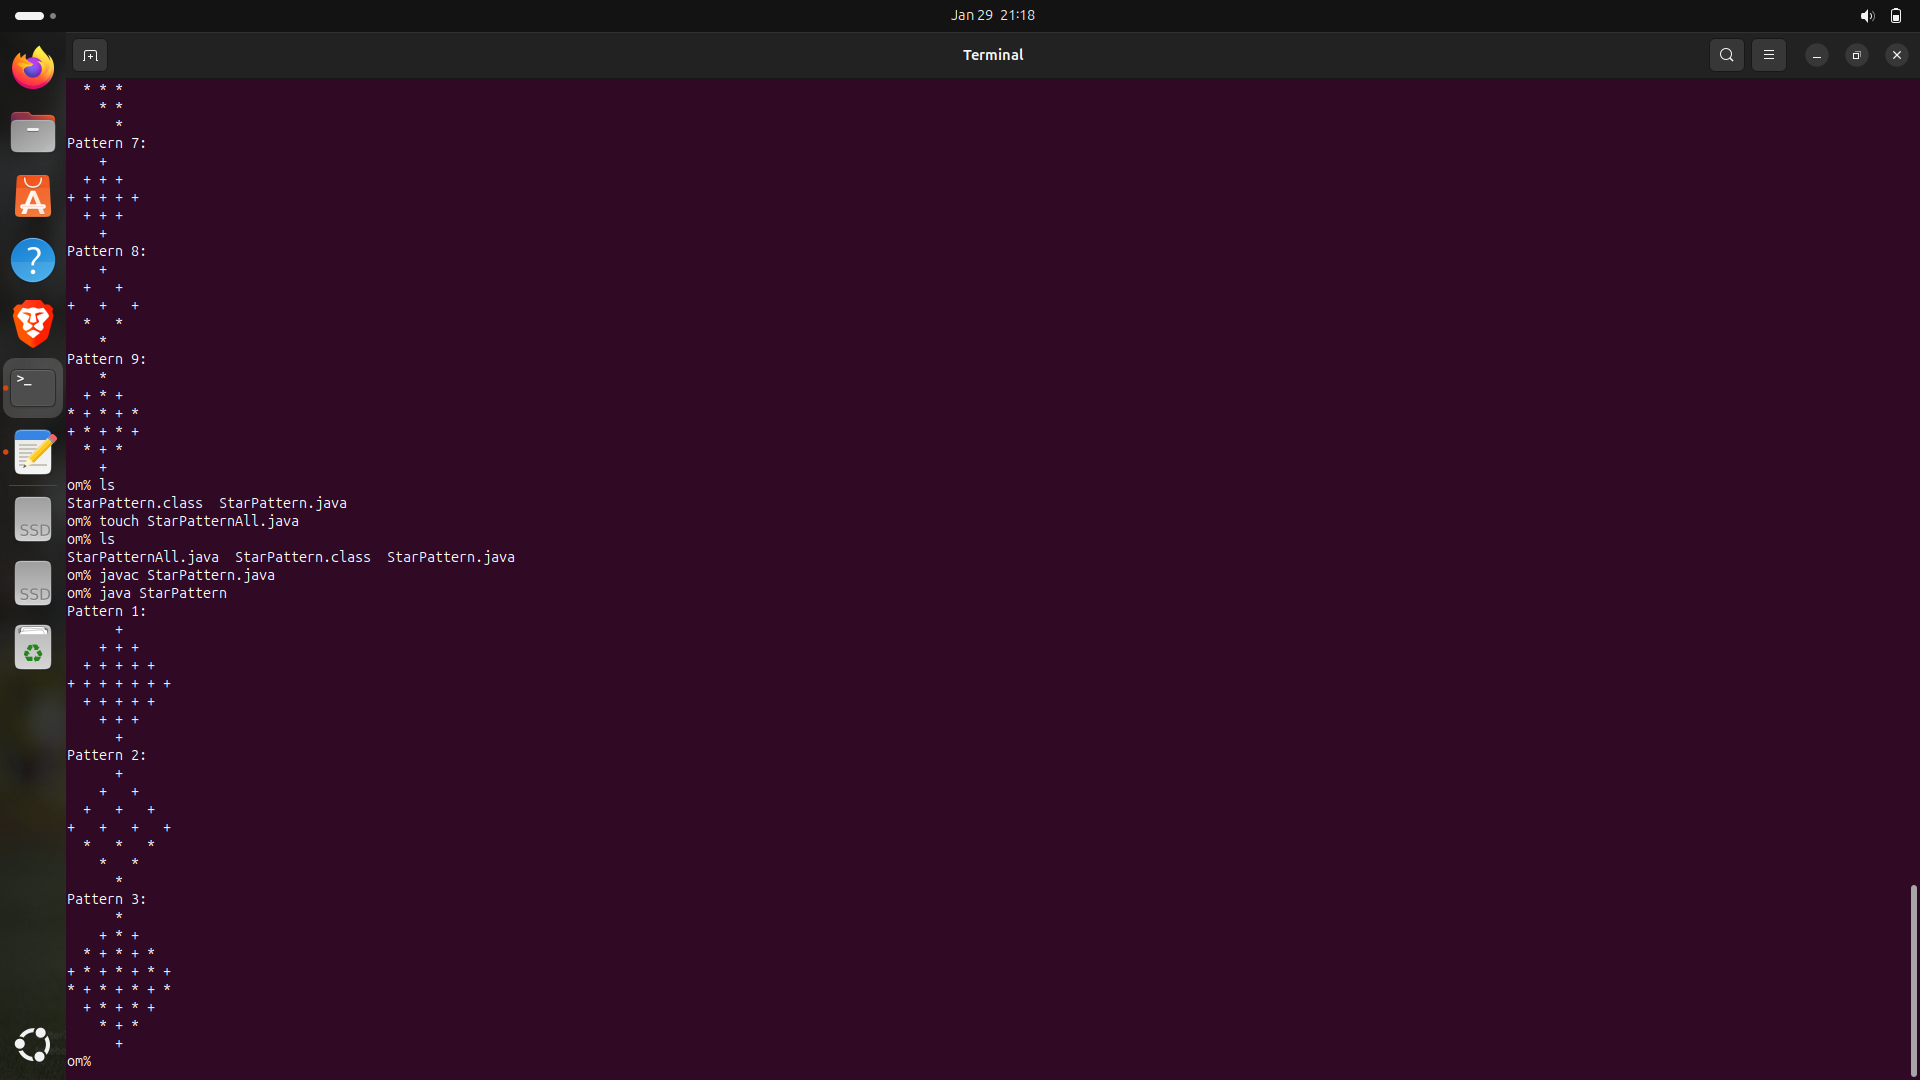 Jan 29  21:18
Terminal
  * * *
    * *
      *
Pattern 7:
    +
  + + +
+ + + + +
  + + +
    +
Pattern 8:
    +
  +   +
+   +   +
  *   *
    *
Pattern 9:
    *
  + * +
* + * + *
+ * + * +
  * + *
    +
om% ls
StarPattern.class  StarPattern.java
om% touch StarPatternAll.java
om% ls
StarPatternAll.java  StarPattern.class  StarPattern.java
om% javac StarPattern.java
om% java StarPattern
Pattern 1:
      +
    + + +
  + + + + +
+ + + + + + +
  + + + + +
    + + +
      +
Pattern 2:
      +
    +   +
  +   +   +
+   +   +   +
  *   *   *
    *   *
      *
Pattern 3:
      *
    + * +
  * + * + *
+ * + * + * +
* + * + * + *
  + * + * +
    * + *
      +
om%
>_
SSD
SSD